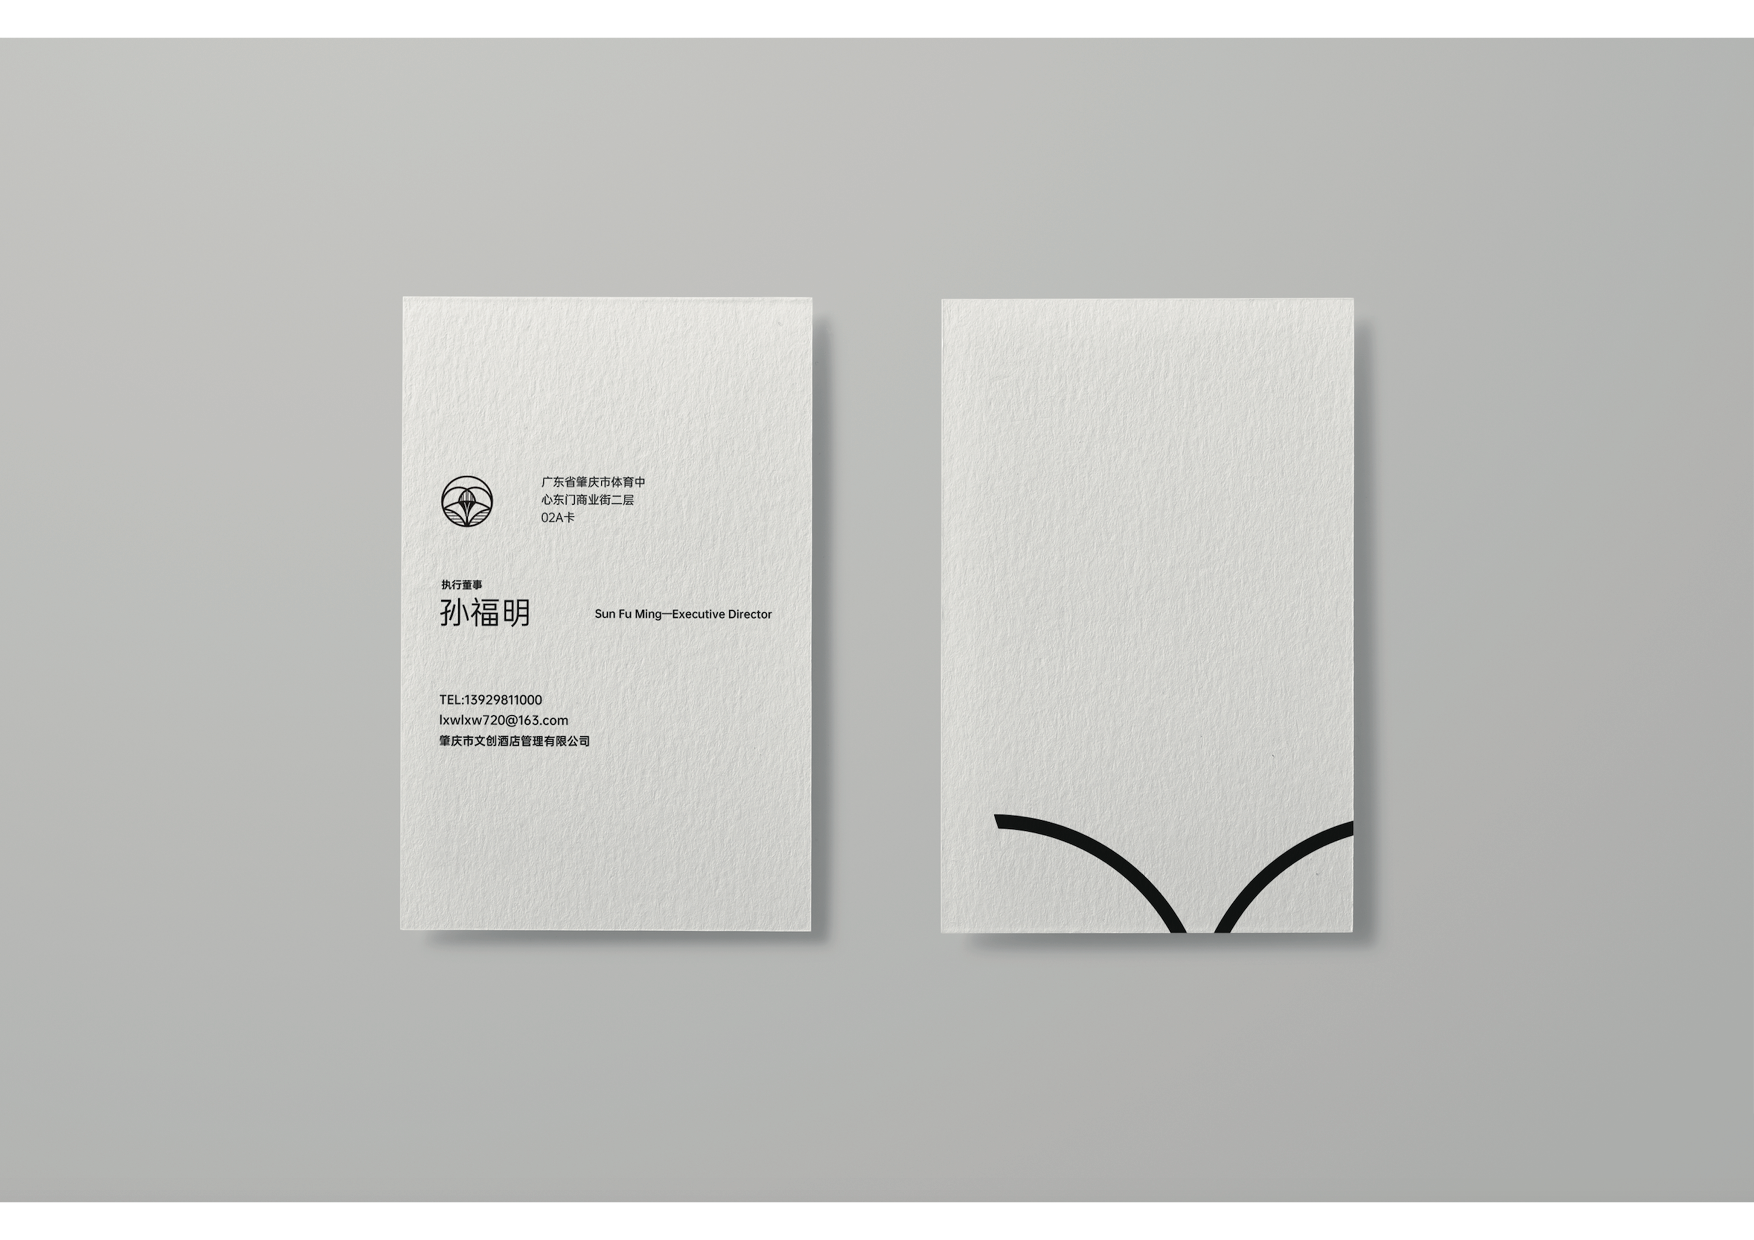 广东省肇庆市体育中
心东门商业街二层
02A卡
执行董事
孙福明
Sun Fu Ming—Executive Director
TEL:13929811000
lxwlxw720@163.com
肇庆市文创酒店管理有限公司